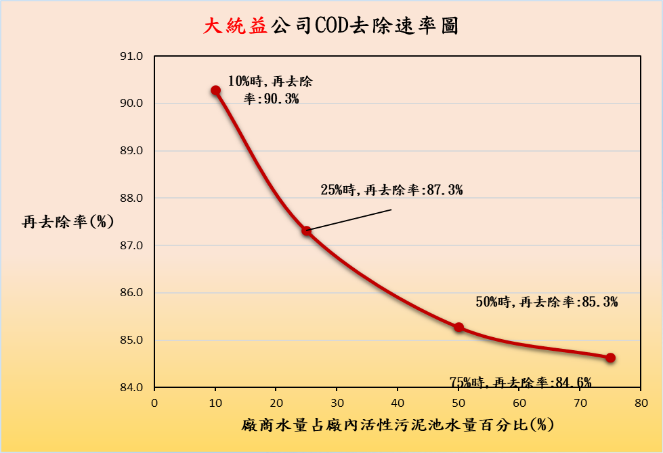 大統益公司COD去除速率圖
91.0
90.0
89.0
88.0
87.0
86.0
85.0
84.0
再去除率(%)
10%時,再去除
率:90.3%
25%時,再去除率:87.3%
50%時,再去除率:85.3%
75%時,再去除率:84.6%
0 10 20 30 40 50 60 70 80
廠商水量占廠內活性污泥池水量百分比(%)